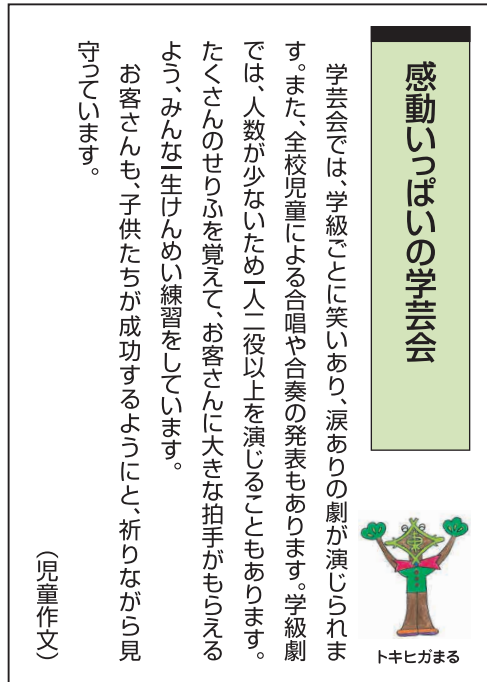 感動いっぱいの学芸会
学芸会では、学級ごとに笑いあり、涙ありの劇が演じられま
す。また、全校児童による合唱や合奏の発表もあります。学級劇
では、人数が少ないため一人二役以上を演じることもあります。
たくさんのせりふを覚えて、お客さんに大きな拍手がもらえる
よう、みんな一生けんめい練習をしています。
お客さんも、子供たちが成功するようにと、祈りながら見
守っています。
（児童作文）
トキヒガまる